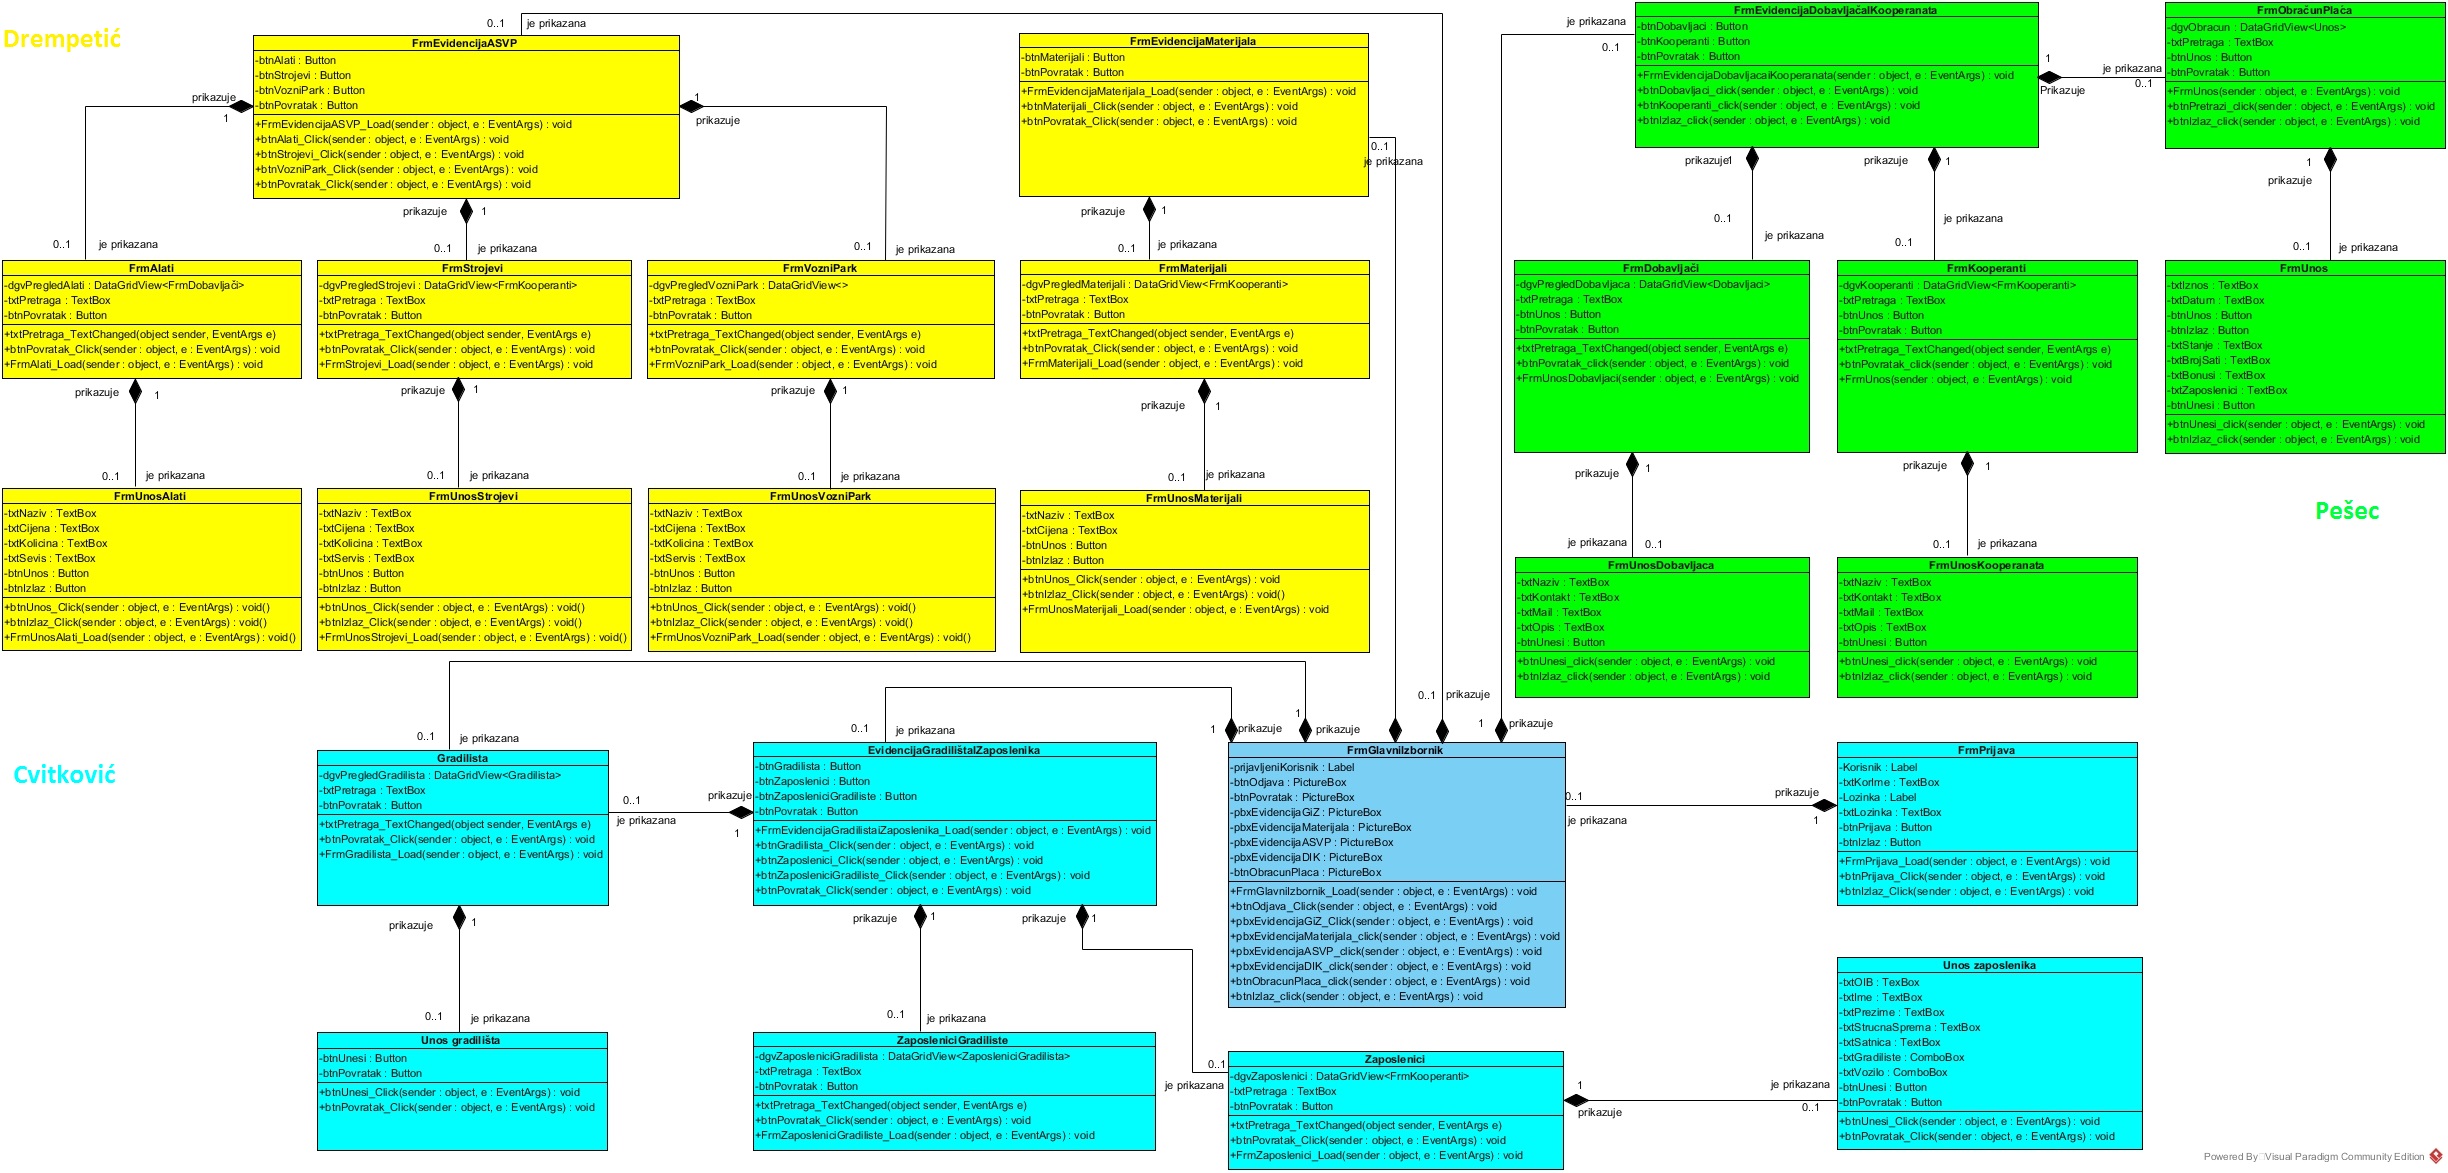 Drempetić
0..1
je prikazana
FrmEvidencijaASVP
-btnAlati : Button
-btnStrojevi : Button
-btnVozniPark : Button
-btnPovratak : Button
+FrmEvidencijaASVP_Load(sender : object, e : EventArgs) : void
+btnAlati_Click(sender : object, e : EventArgs) : void
+btnStrojevi_Click(sender : object, e : EventArgs) : void
+btnVozniPark_Click(sender : object, e : EventArgs) : void
+btnPovratak_Click(sender : object, e : EventArgs) : void
prikazuje
1
1
prikazuje
prikazuje
1
0..1
je prikazana
0..1
je prikazana
0..1
je prikazana
FrmEvidencijaMaterijala
-btnMaterijali : Button
-btnPovratak : Button
+FrmEvidencijaMaterijala_Load(sender : object, e : EventArgs) : void
+btnMaterijali_Click(sender : object, e : EventArgs) : void
+btnPovratak_Click(sender : object, e : EventArgs) : void
0..1
je prikazana
prikazuje
1
0..1
je prikazana
je prikazana
0..1
FrmEvidencijaDobavljačaIKooperanata
-btnDobavljaci : Button
-btnKooperanti : Button
-btnPovratak : Button
+FrmEvidencijaDobavljacaiKooperanata(sender : object, e : EventArgs) : void
+btnDobavljaci_click(sender : object, e : EventArgs) : void
+btnKooperanti_click(sender : object, e : EventArgs) : void
+btnIzlaz_click(sender : object, e : EventArgs) : void
1
Prikazuje
je prikazana
0..1
FrmObračunPlača
-dgvObracun : DataGridView<Unos>
-txtPretraga : TextBox
-btnUnos : Button
-btnPovratak : Button
+FrmUnos(sender : object, e : EventArgs) : void
+btnPretrazi_click(sender : object, e : EventArgs) : void
+btnIzlaz_click(sender : object, e : EventArgs) : void
prikazuje
1
0..1
je prikazana
prikazuje
1
0..1
je prikazana
1
prikazuje
0..1
je prikazana
FrmAlati
-dgvPregledAlati : DataGridView<FrmDobavljači>
-txtPretraga : TextBox
-btnPovratak : Button
+txtPretraga_TextChanged(object sender, EventArgs e)
+btnPovratak_Click(sender : object, e : EventArgs) : void
+FrmAlati_Load(sender : object, e : EventArgs) : void
prikazuje
1
0..1
je prikazana
FrmStrojevi
-dgvPregledStrojevi : DataGridView<FrmKooperanti>
-txtPretraga : TextBox
-btnPovratak : Button
+txtPretraga_TextChanged(object sender, EventArgs e)
+btnPovratak_Click(sender : object, e : EventArgs) : void
+FrmStrojevi_Load(sender : object, e : EventArgs) : void
prikazuje
1
0..1
je prikazana
FrmVozniPark
-dgvPregledVozniPark : DataGridView<>
-txtPretraga : TextBox
-btnPovratak : Button
+txtPretraga_TextChanged(object sender, EventArgs e)
+btnPovratak_Click(sender : object, e : EventArgs) : void
+FrmVozniPark_Load(sender : object, e : EventArgs) : void
prikazuje
1
0..1
je prikazana
FrmMaterijali
-dgvPregledMaterijali : DataGridView<FrmKooperanti>
-txtPretraga : TextBox
-btnPovratak : Button
+txtPretraga_TextChanged(object sender, EventArgs e)
+btnPovratak_Click(sender : object, e : EventArgs) : void
+FrmMaterijali_Load(sender : object, e : EventArgs) : void
prikazuje
1
0..1
je prikazana
FrmDobavljači
-dgvPregledDobavljaca : DataGridView<Dobavljaci>
-txtPretraga : TextBox
-btnUnos : Button
-btnPovratak : Button
+txtPretraga_TextChanged(object sender, EventArgs e)
+btnPovratak_click(sender : object, e : EventArgs) : void
+FrmUnosDobavljaci(sender : object, e : EventArgs) : void
prikazuje
1
je prikazana
0..1
FrmKooperanti
-dgvKooperanti : DataGridView<FrmKooperanti>
-txtPretraga : TextBox
-btnUnos : Button
-btnPovratak : Button
+txtPretraga_TextChanged(object sender, EventArgs e)
+btnPovratak_click(sender : object, e : EventArgs) : void
+FrmUnos(sender : object, e : EventArgs) : void
prikazuje
1
0..1
je prikazana
FrmUnos
-txtIznos : TextBox
-txtDatum : TextBox
-btnUnos : Button
-btnIzlaz : Button
-txtStanje : TextBox
-txtBrojSati : TextBox
-txtBonusi : TextBox
-txtZaposlenici : TextBox
-btnUnesi : Button
+btnUnesi_click(sender : object, e : EventArgs) : void
+btnIzlaz_click(sender : object, e : EventArgs) : void
Pešec
FrmUnosAlati
-txtNaziv : TextBox
-txtCijena : TextBox
-txtKolicina : TextBox
-txtSevis : TextBox
-btnUnos : Button
-btnIzlaz : Button
+btnUnos_Click(sender : object, e : EventArgs) : void()
+btnIzlaz_Click(sender : object, e : EventArgs) : void()
+FrmUnosAlati_Load(sender : object, e : EventArgs) : void()
FrmUnosStrojevi
-txtNaziv : TextBox
-txtCijena : TextBox
-txtKolicina : TextBox
-txtServis : TextBox
-btnUnos : Button
-btnIzlaz : Button
+btnUnos_Click(sender : object, e : EventArgs) : void()
+btnIzlaz_Click(sender : object, e : EventArgs) : void()
+FrmUnosStrojevi_Load(sender : object, e : EventArgs) : void()
FrmUnosVozniPark
-txtNaziv : TextBox
-txtCijena : TextBox
-txtKolicina : TextBox
-txtServis : TextBox
-btnUnos : Button
-btnIzlaz : Button
+btnUnos_Click(sender : object, e : EventArgs) : void()
+btnIzlaz_Click(sender : object, e : EventArgs) : void()
+FrmUnosVozniPark_Load(sender : object, e : EventArgs) : void()
FrmUnosMaterijali
-txtNaziv : TextBox
-txtCijena : TextBox
-btnUnos : Button
-btnIzlaz : Button
+btnUnos_Click(sender : object, e : EventArgs) : void
+btnIzlaz_Click(sender : object, e : EventArgs) : void()
+FrmUnosMaterijali_Load(sender : object, e : EventArgs) : void
FrmUnosDobavljaca
-txtNaziv : TextBox
-txtKontakt : TextBox
-txtMail : TextBox
-txtOpis : TextBox
-btnUnesi : Button
+btnUnesi_click(sender : object, e : EventArgs) : void
+btnIzlaz_click(sender : object, e : EventArgs) : void
FrmUnosKooperanata
-txtNaziv : TextBox
-txtKontakt : TextBox
-txtMail : TextBox
-txtOpis : TextBox
-btnUnesi : Button
+btnUnesi_click(sender : object, e : EventArgs) : void
+btnIzlaz_click(sender : object, e : EventArgs) : void
Cvitković
0..1
je prikazana
0..1
je prikazana
1
prikazuje
1
prikazuje
0..1
prikazuje
1
prikazuje
Gradilista
-dgvPregledGradilista : DataGridView<Gradilista>
-txtPretraga : TextBox
-btnPovratak : Button
+txtPretraga_TextChanged(object sender, EventArgs e)
+btnPovratak_Click(sender : object, e : EventArgs) : void
+FrmGradilista_Load(sender : object, e : EventArgs) : void
0..1
je prikazana
prikazuje
1
EvidencijaGradilištaIZaposlenika
-btnGradilista : Button
-btnZaposlenici : Button
-btnZaposleniciGradiliste : Button
-btnPovratak : Button
+FrmEvidencijaGradilistaiZaposlenika_Load(sender : object, e : EventArgs) : void
+btnGradilista_Click(sender : object, e : EventArgs) : void
+btnZaposlenici_Click(sender : object, e : EventArgs) : void
+btnZaposleniciGradiliste_Click(sender : object, e : EventArgs) : void
+btnPovratak_Click(sender : object, e : EventArgs) : void
FrmGlavniIzbornik
-prijavljeniKorisnik : Label
-btnOdjava : PictureBox
-btnPovratak : PictureBox
-pbxEvidencijaGiZ : PictureBox
-pbxEvidencijaMaterijala : PictureBox
-pbxEvidencijaASVP : PictureBox
-pbxEvidencijaDIK : PictureBox
-btnObracunPlaca : PictureBox
+FrmGlavniIzbornik_Load(sender : object, e : EventArgs) : void
+btnOdjava_Click(sender : object, e : EventArgs) : void
+pbxEvidencijaGiZ_Click(sender : object, e : EventArgs) : void
+pbxEvidencijaMaterijala_click(sender : object, e : EventArgs) : void
+pbxEvidencijaASVP_click(sender : object, e : EventArgs) : void
+pbxEvidencijaDIK_click(sender : object, e : EventArgs) : void
+btnObracunPlaca_click(sender : object, e : EventArgs) : void
+btnIzlaz_click(sender : object, e : EventArgs) : void
0..1
je prikazana
prikazuje
1
FrmPrijava
-Korisnik : Label
-txtKorIme : TextBox
-Lozinka : Label
-txtLozinka : TextBox
-btnPrijava : Button
-btnIzlaz : Button
+FrmPrijava_Load(sender : object, e : EventArgs) : void
+btnPrijava_Click(sender : object, e : EventArgs) : void
+btnIzlaz_Click(sender : object, e : EventArgs) : void
prikazuje
1
0..1
je prikazana
prikazuje
1
0..1
je prikazana
prikazuje
1
0..1
je prikazana
Unos gradilišta
-btnUnesi : Button
-btnPovratak : Button
+btnUnesi_Click(sender : object, e : EventArgs) : void
+btnPovratak_Click(sender : object, e : EventArgs) : void
ZaposleniciGradiliste
-dgvZaposleniciGradilista : DataGridView<ZaposleniciGradilista>
-txtPretraga : TextBox
-btnPovratak : Button
+txtPretraga_TextChanged(object sender, EventArgs e)
+btnPovratak_Click(sender : object, e : EventArgs) : void
+FrmZaposleniciGradiliste_Load(sender : object, e : EventArgs) : void
Zaposlenici
-dgvZaposlenici : DataGridView<FrmKooperanti>
-txtPretraga : TextBox
-btnPovratak : Button
+txtPretraga_TextChanged(object sender, EventArgs e)
+btnPovratak_Click(sender : object, e : EventArgs) : void
+FrmZaposlenici_Load(sender : object, e : EventArgs) : void
1
prikazuje
je prikazana
0..1
Unos zaposlenika
-txtOIB : TexBox
-txtIme : TextBox
-txtPrezime : TextBox
-txtStrucnaSprema : TextBox
-txtSatnica : TextBox
-txtGradiliste : ComboBox
-txtVozilo : ComboBox
-btnUnesi : Button
-btnPovratak : Button
+btnUnesi_Click(sender : object, e : EventArgs) : void
+btnPovratak_Click(sender : object, e : EventArgs) : void
Powered By Visual Paradigm Community Edition